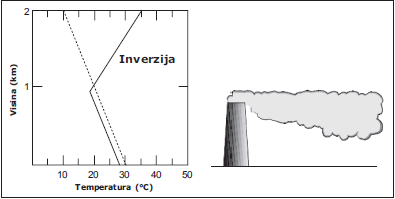 2
1
Visina (km)
Inverzija
10 20 30 40 50
Temperatura (°C)